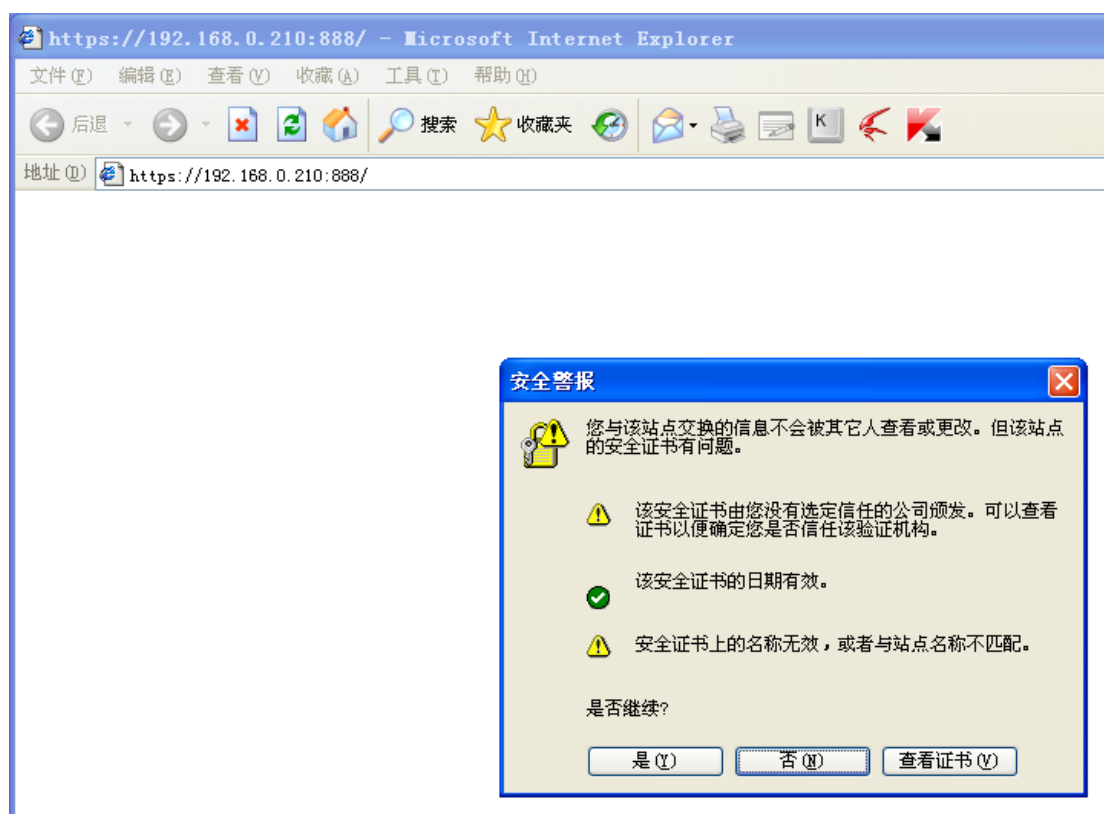 https://192.168.0.210:888/ - Microsoft Internet Explorer
文件(F) 编辑(E) 查看(V) 收藏(A) 工具(T) 帮助(H)
后退 搜索 收藏夹 K
地址(D) https://192.168.0.210:888/
安全警报
您与该站点交换的信息不会被其它人查看或更改。但该站点
的安全证书有问题。
该安全证书由您没有选定信任的公司颁发。可以查看
证书以便确定您是否信任该验证机构。
该安全证书的日期有效。
安全证书上的名称无效，或者与站点名称不匹配。
是否继续?
是(Y) 否(N) 查看证书(V)